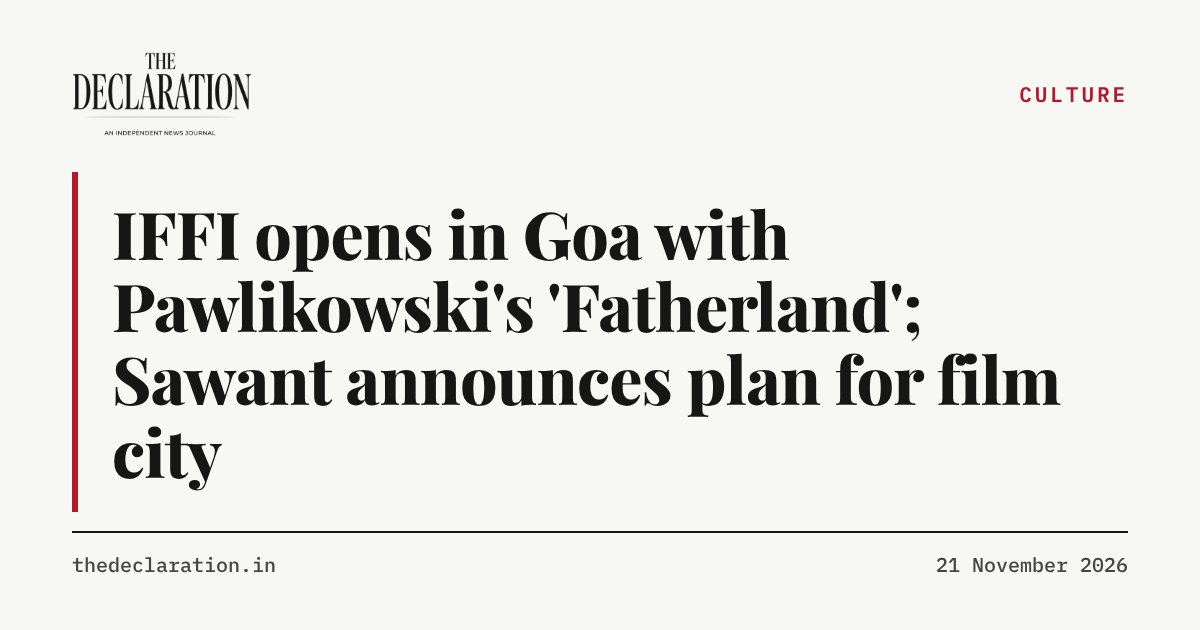 THE
DECLARATION
AN INDEPENDENT NEWS JOURNAL
CULTURE
IFFI opens in Goa with
Pawlikowski's 'Fatherland';
Sawant announces plan for film
city
thedeclaration.in
21 November 2026